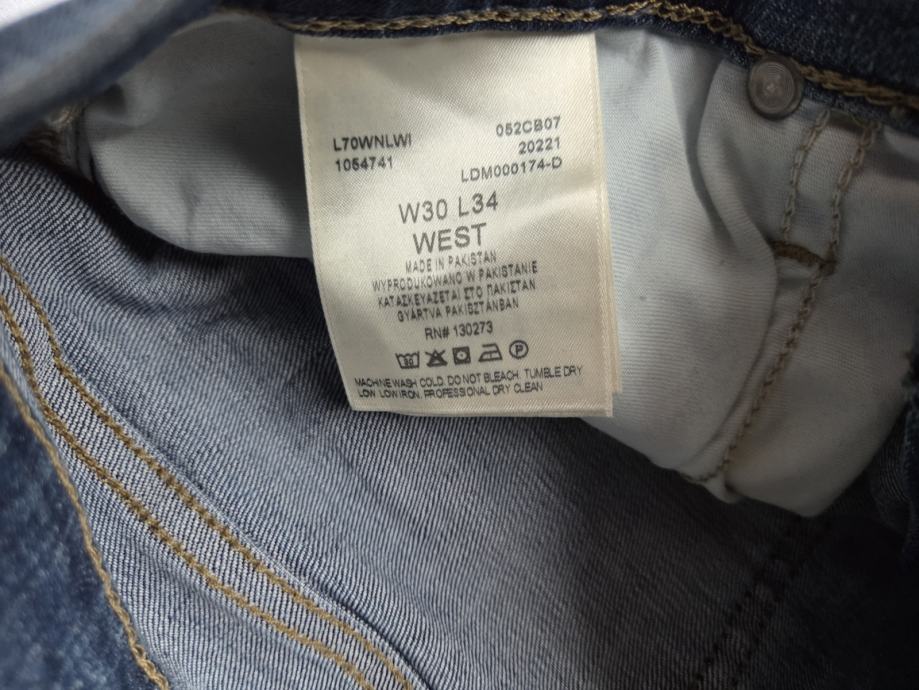 L70WNLWI 052CB07
1054741 20221
LDM000174-D
W30 L34
WEST
MADE IN PAKISTAN
WYPRODUKOWANO W PAKISTANIE
ΚΑΤΑΣΚΕΥΑΖΕΤΑΙ ΣΤΟ ΠΑΚΙΣΤΑΝ
GYÁRTVA PAKISZTÁNBAN
RN# 130273
MACHINE WASH COLD. DO NOT BLEACH. TUMBLE DRY
LOW. LOW IRON. PROFESSIONAL DRY CLEAN